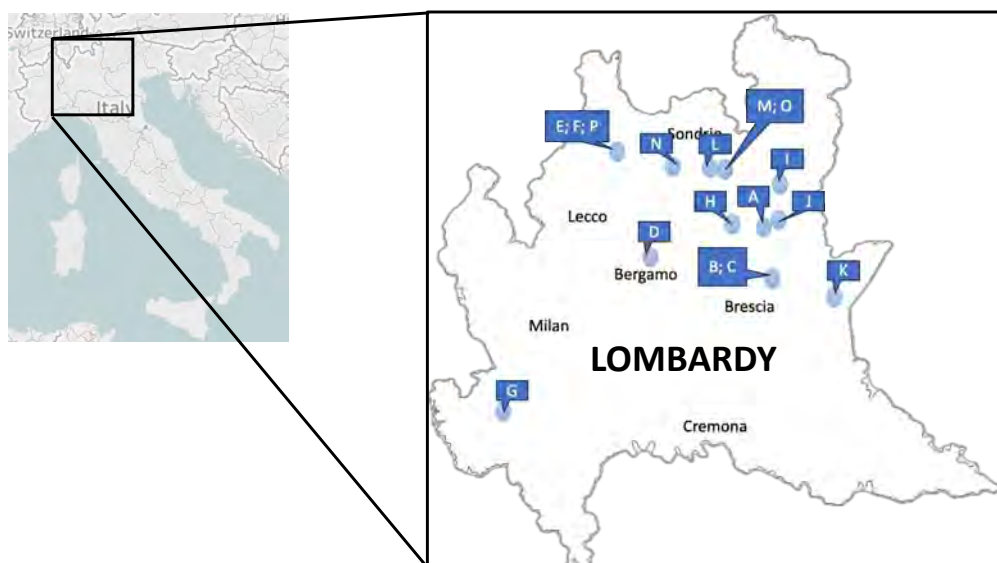 Switzerland
Italy
M; O
E; F; P
Sondrio
N
L
I
H
A
J
Lecco
D
Bergamo
B; C
K
Brescia
Milan
LOMBARDY
G
Cremona